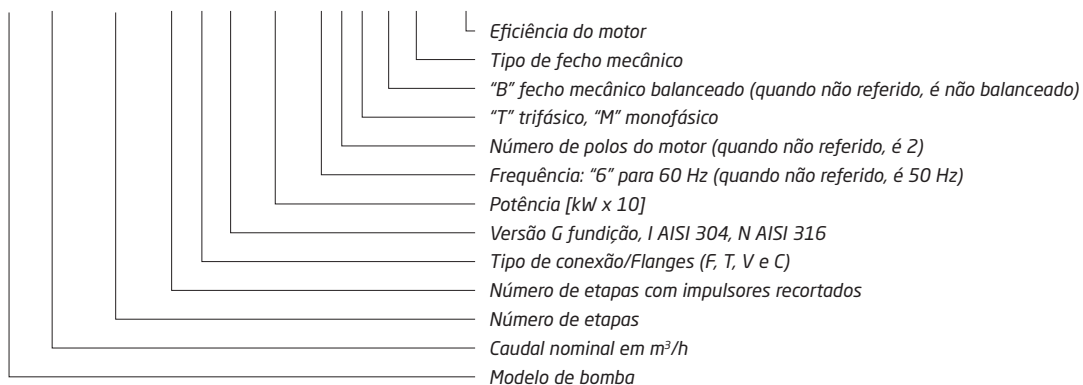 Eficiência do motor
Tipo de fecho mecânico
“B” fecho mecânico balanceado (quando não referido, é não balanceado)
“T” trifásico, “M” monofásico
Número de polos do motor (quando não referido, é 2)
Frequência: “6” para 60 Hz (quando não referido, é 50 Hz)
Potência [kW x 10]
Versão G fundição, I AISI 304, N AISI 316
Tipo de conexão/Flanges (F, T, V e C)
Número de etapas com impulsores recortados
Número de etapas
Caudal nominal em m³/h
Modelo de bomba